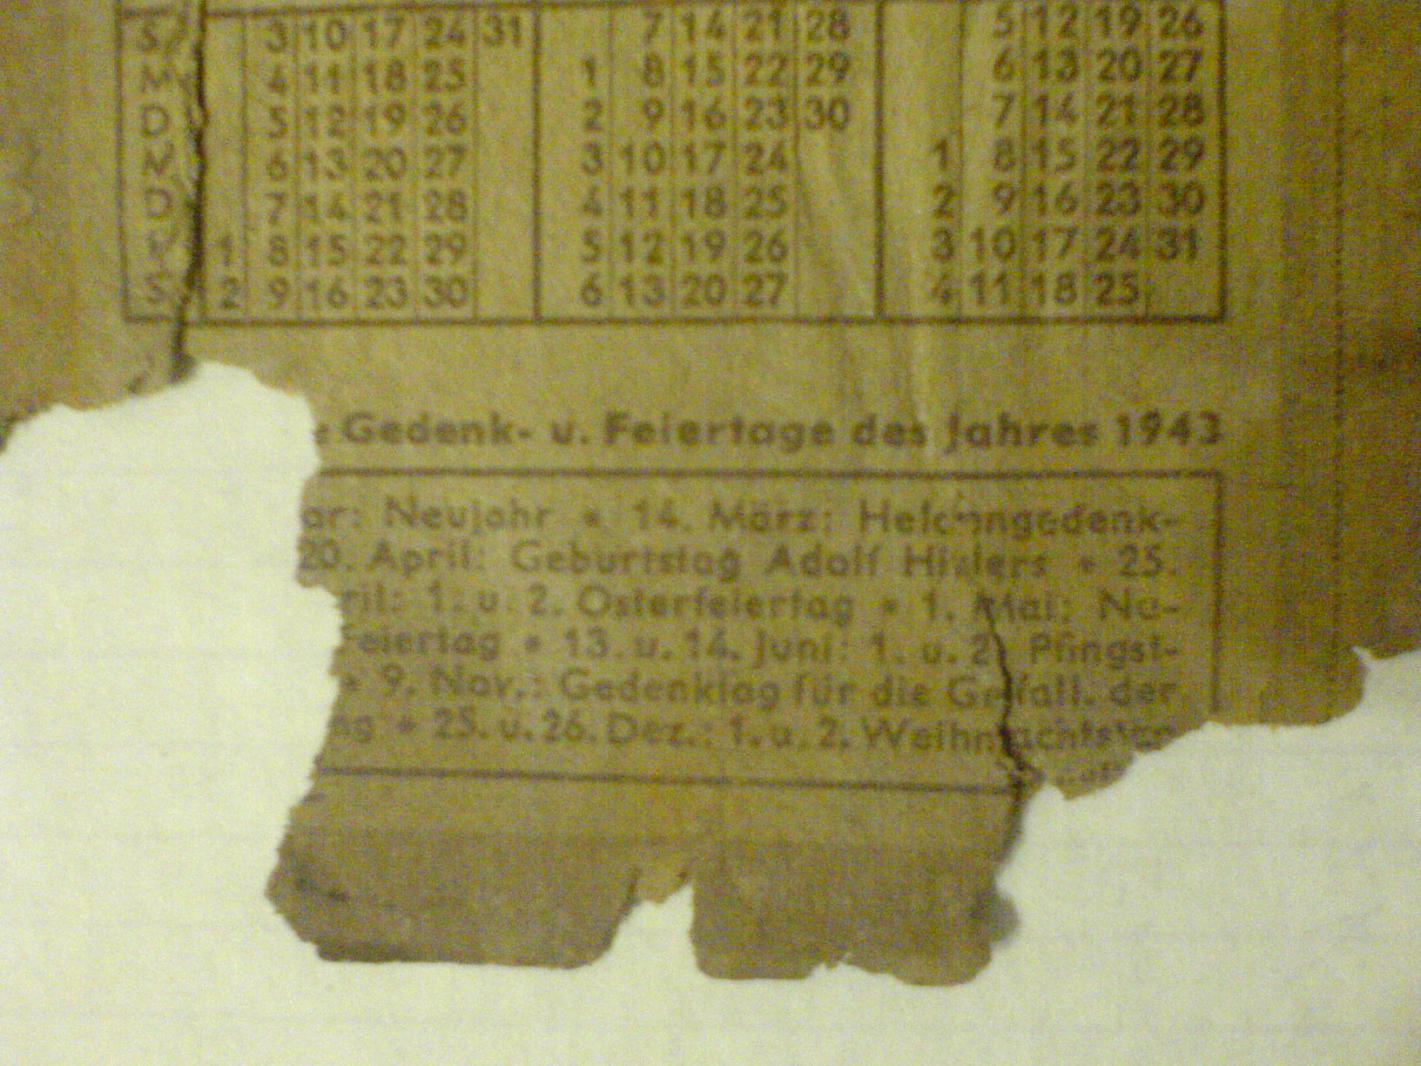 S 3 10 17 24 31 7 14 21 28 5 12 19 26
M 4 11 18 25 1 8 15 22 29 6 13 20 27
D 5 12 19 26 2 9 16 23 30 7 14 21 28
M 6 13 20 27 3 10 17 24 1 8 15 22 29
D 7 14 21 28 4 11 18 25 2 9 16 23 30
F 1 8 15 22 29 5 12 19 26 3 10 17 24 31
S 2 9 16 23 30 6 13 20 27 4 11 18 25
e Gedenk- u. Feiertage des Jahres 1943
ar: Neujahr * 14. März: Heldengedenk-
20. April: Geburtstag Adolf Hitlers * 25.
ril: 1. u. 2. Osterfeiertag * 1. Mai: Na-
Feiertag * 13. u. 14. Juni: 1. u. 2. Pfingst-
* 9. Nov.: Gedenktag für die Gefall. der
ng * 25. u. 26. Dez.: 1. u. 2. Weihnachtstag